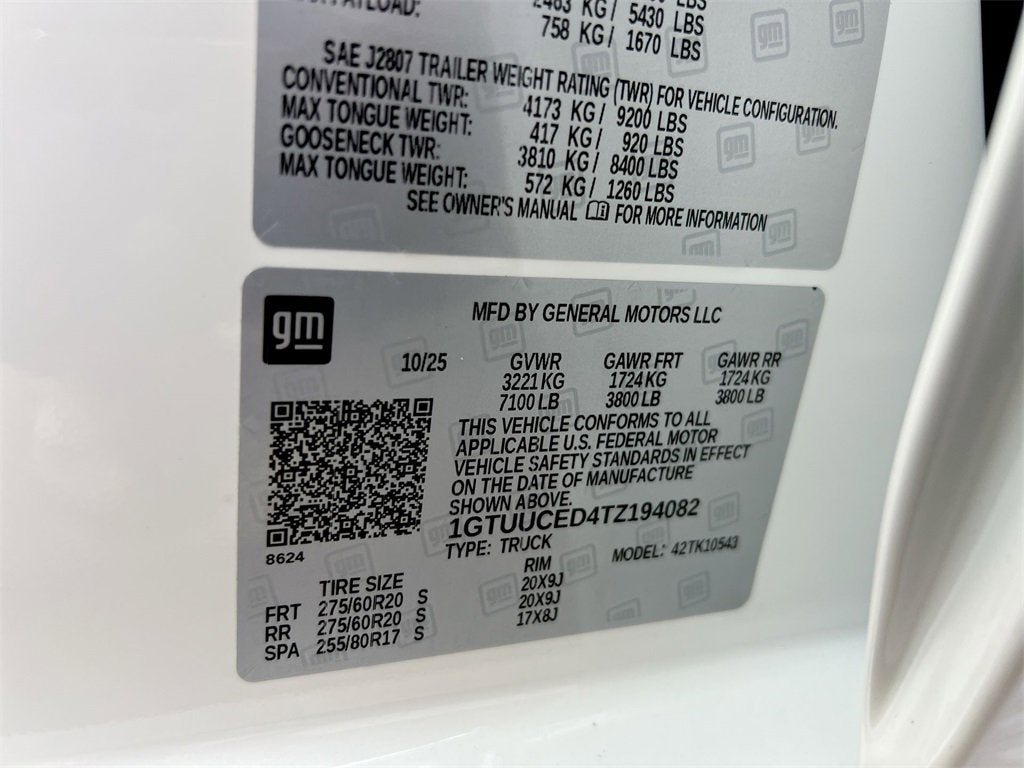 PAYLOAD:
5430 LBS
758 KG/ 1670 LBS
SAE J2807 TRAILER WEIGHT RATING (TWR) FOR VEHICLE CONFIGURATION.
CONVENTIONAL TWR: 4173 KG/ 9200 LBS
MAX TONGUE WEIGHT: 417 KG/ 920 LBS
GOOSENECK TWR: 3810 KG/ 8400 LBS
MAX TONGUE WEIGHT: 572 KG/ 1260 LBS
SEE OWNER'S MANUAL FOR MORE INFORMATION
gm
MFD BY GENERAL MOTORS LLC
10/25 GVWR GAWR FRT GAWR RR
3221 KG 1724 KG 1724 KG
7100 LB 3800 LB 3800 LB
THIS VEHICLE CONFORMS TO ALL
APPLICABLE U.S. FEDERAL MOTOR
VEHICLE SAFETY STANDARDS IN EFFECT
ON THE DATE OF MANUFACTURE
SHOWN ABOVE.
1GTUUCED4TZ194082
TYPE: TRUCK MODEL: 42TK10543
8624
TIRE SIZE RIM
FRT 275/60R20 S 20X9J
RR 275/60R20 S 20X9J
SPA 255/80R17 S 17X8J